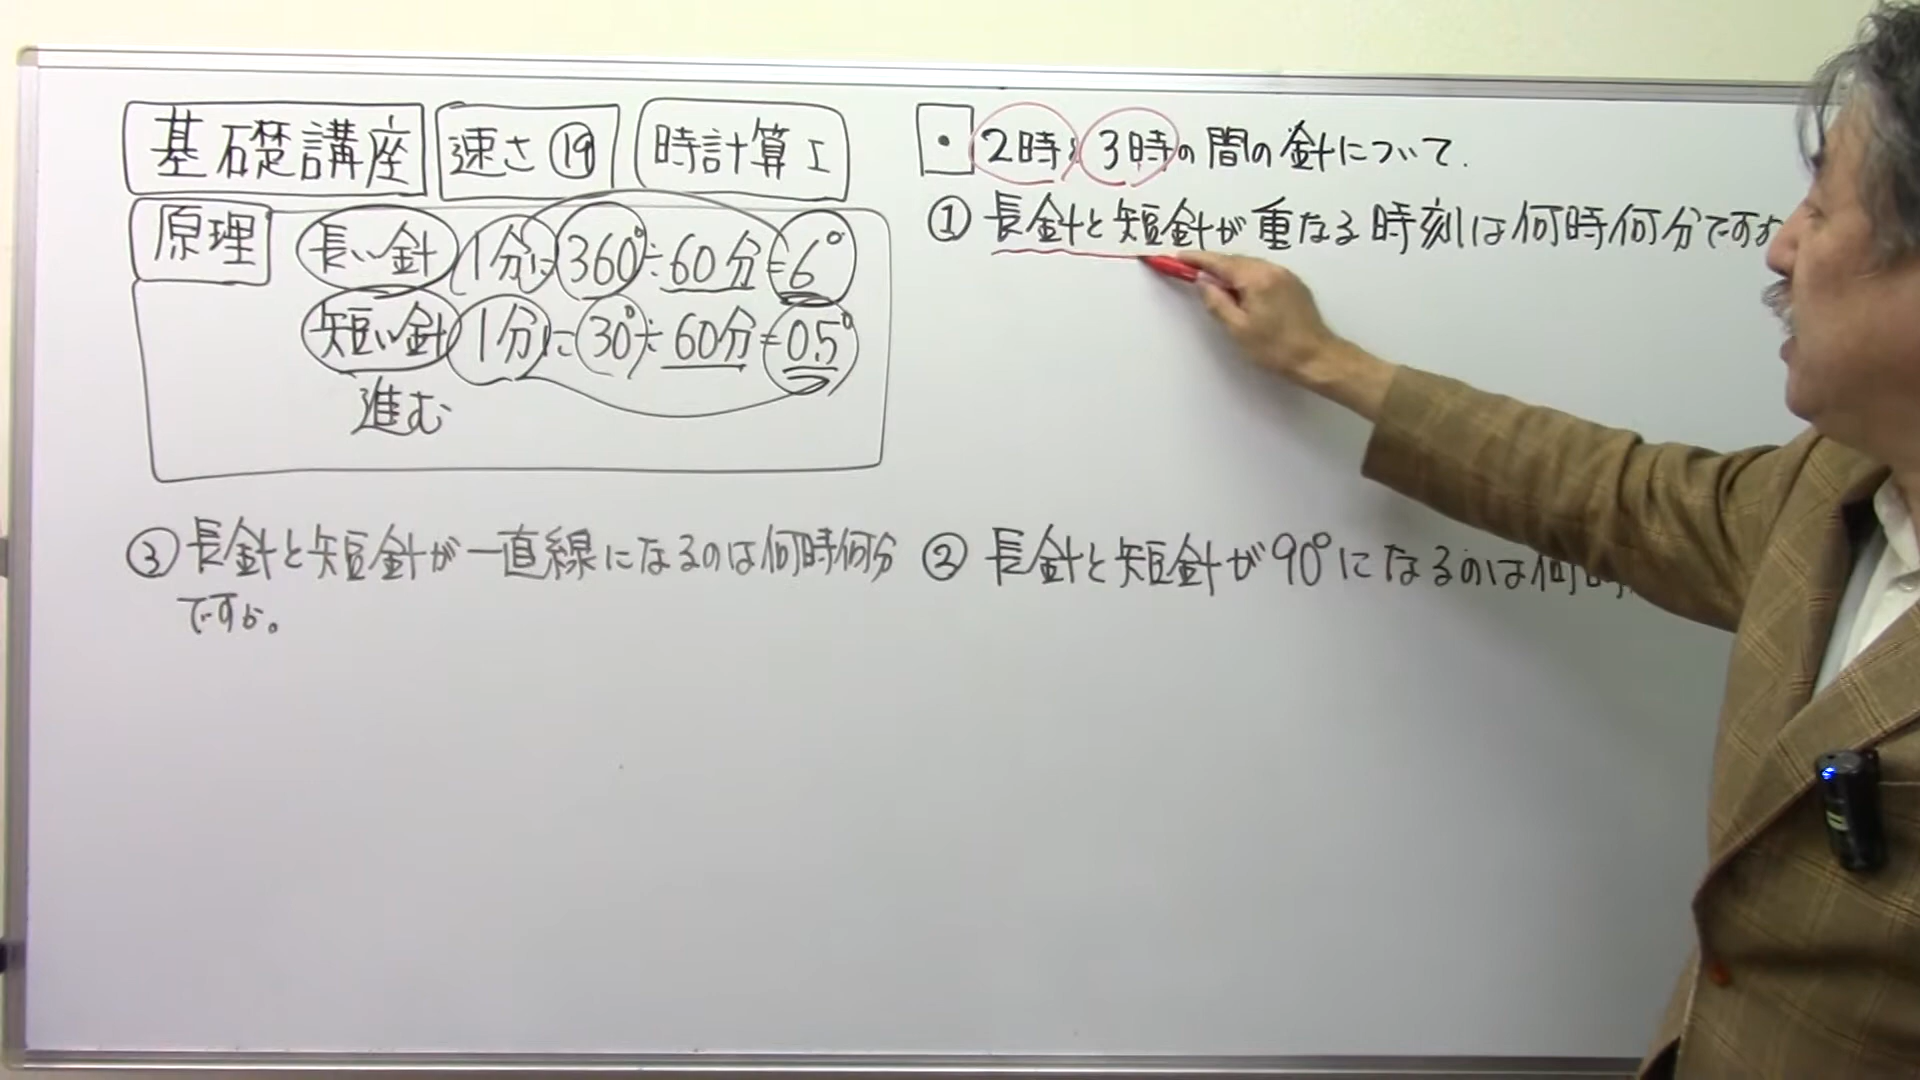 基礎講座 速さ⑲ 時計算Ⅰ
原理 長い針 1分に 360°÷60分=6°
短い針 1分に 30°÷60分=0.5°
進む
・2時と3時の間の針について.
① 長針と短針が重なる時刻は何時何分ですか
② 長針と短針が90°になるのは何時
③ 長針と短針が一直線になるのは何時何分
ですか。